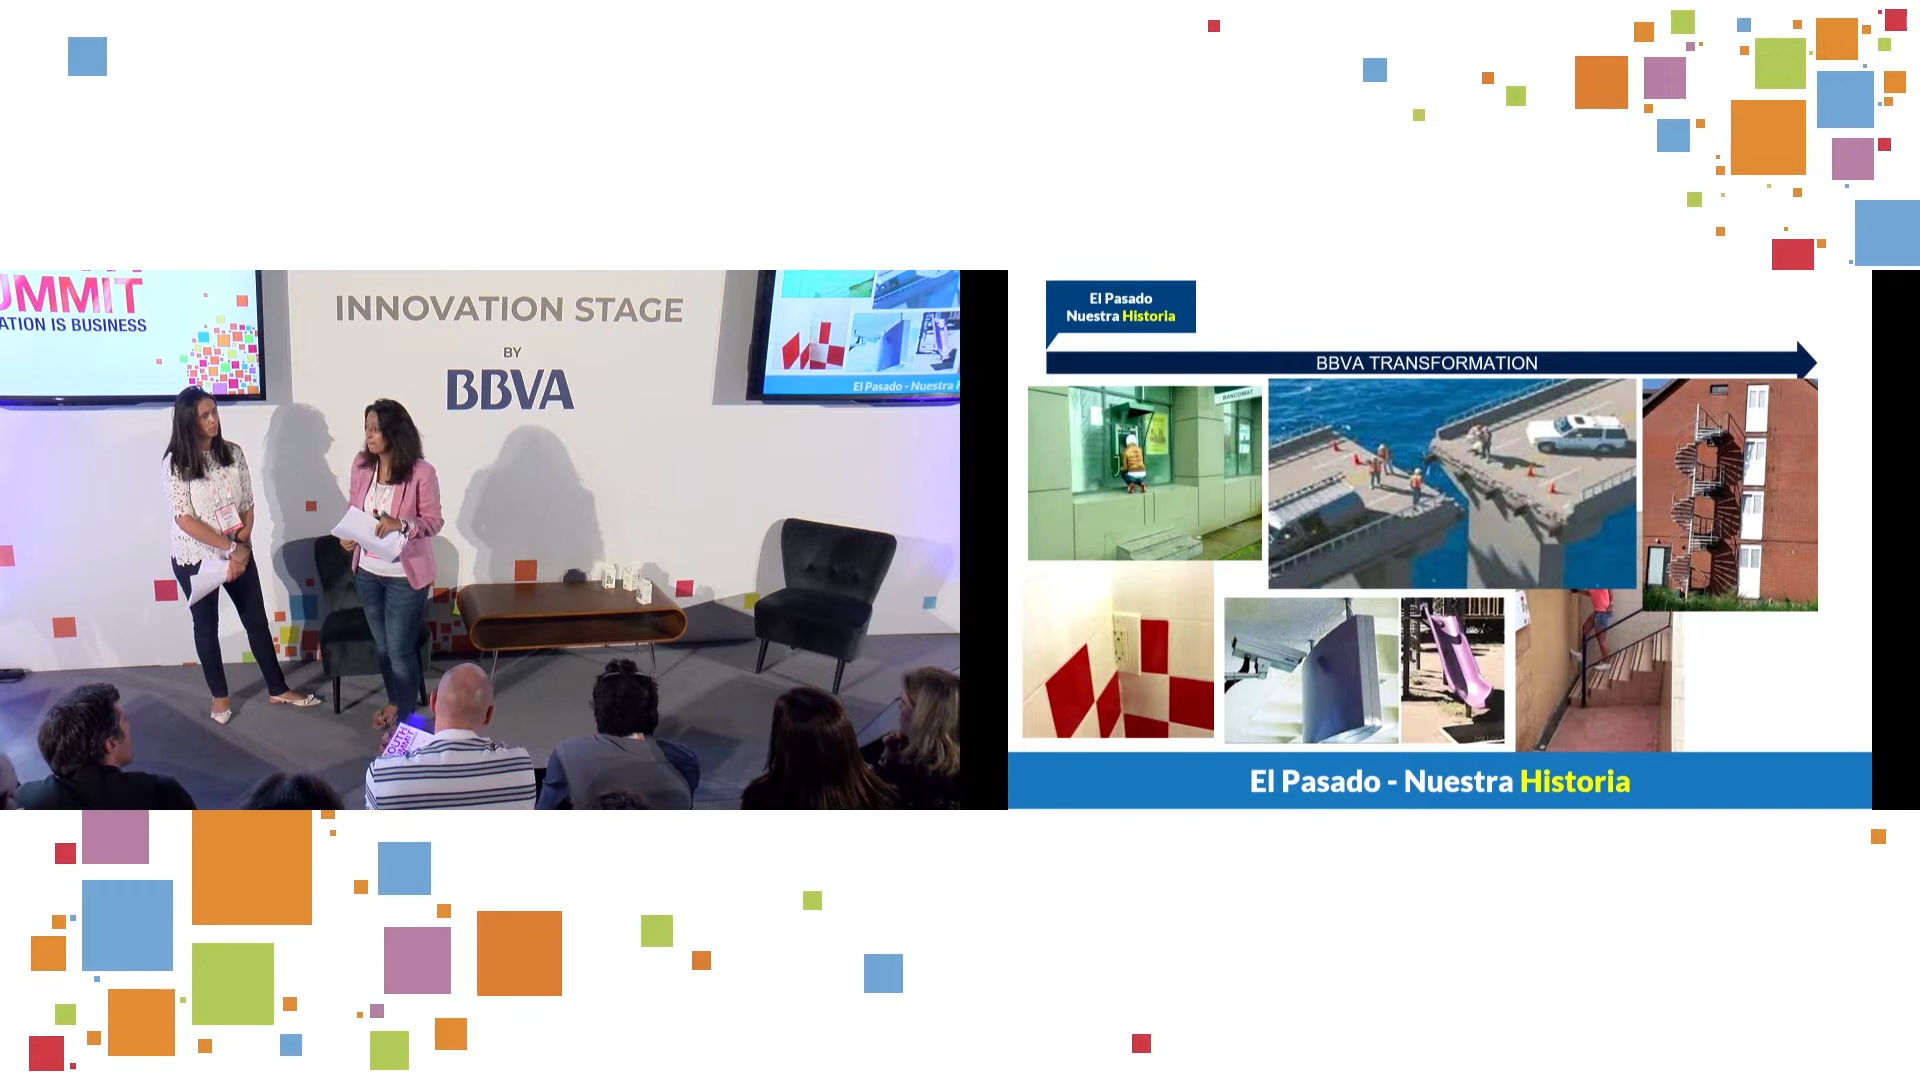 UMMIT
ATION IS BUSINESS
INNOVATION STAGE
BY
BBVA
El Pasado - Nuestra
El Pasado
Nuestra Historia
BBVA TRANSFORMATION
BANCOMAT
El Pasado - Nuestra Historia